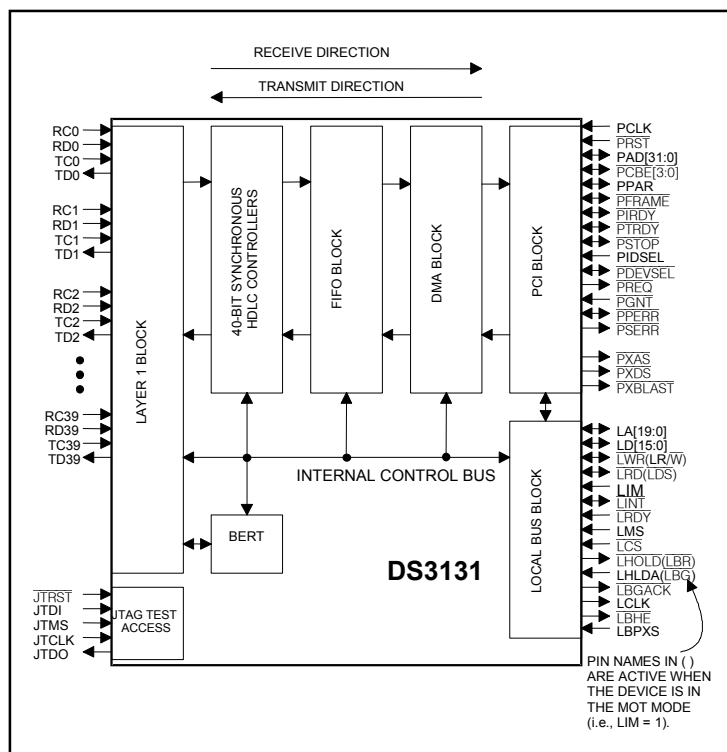 RECEIVE DIRECTION
TRANSMIT DIRECTION
RC0
RD0
TC0
TD0
RC1
RD1
TC1
TD1
RC2
RD2
TC2
TD2
RC39
RD39
TC39
TD39
JTRST
JTDI
JTMS
JTCLK
JTDO
LAYER 1 BLOCK
40-BIT SYNCHRONOUS
HDLC CONTROLLERS
FIFO BLOCK
DMA BLOCK
PCI BLOCK
INTERNAL CONTROL BUS
BERT
DS3131
LOCAL BUS BLOCK
JTAG TEST
ACCESS
PCLK
PRST
PAD[31:0]
PCBE[3:0]
PPAR
PFRAME
PIRDY
PTRDY
PSTOP
PIDSEL
PDEVSEL
PREQ
PGNT
PPERR
PSERR
PXAS
PXDS
PXBLAST
LA[19:0]
LD[15:0]
LWR(LR/W)
LRD(LDS)
LIM
LINT
LRDY
LMS
LCS
LHOLD(LBR)
LHLDA(LBG)
LBGACK
LCLK
LBHE
LBPXS
PIN NAMES IN ( )
ARE ACTIVE WHEN
THE DEVICE IS IN
THE MOT MODE
(i.e., LIM = 1).